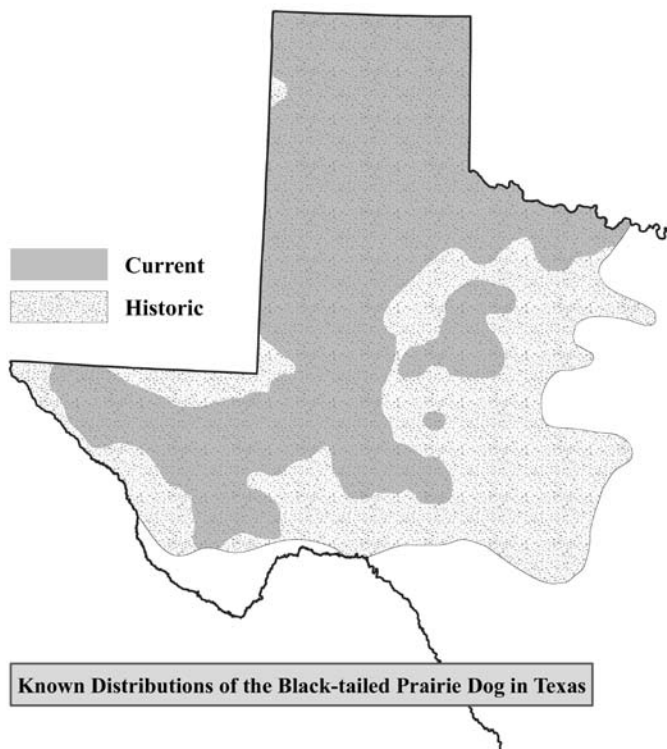 Current
Historic
Known Distributions of the Black-tailed Prairie Dog in Texas